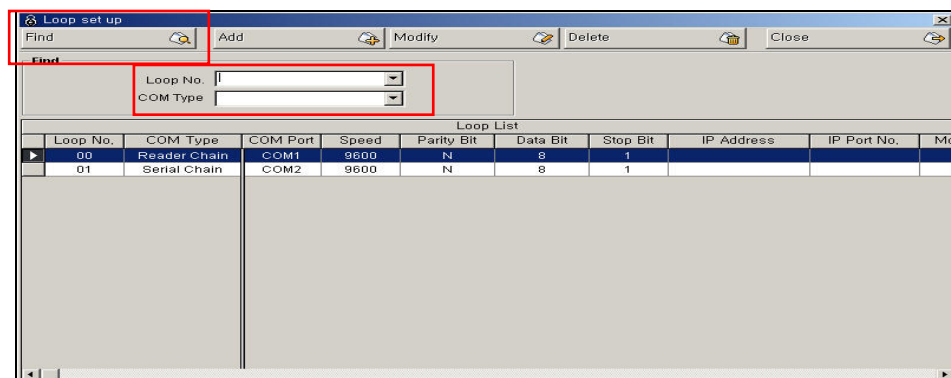 Loop set up
Find Add Modify Delete Close
Find
Loop No.
COM Type
Loop List
Loop No, COM Type COM Port Speed Parity Bit Data Bit Stop Bit IP Address IP Port No, Mo
00 Reader Chain COM1 9600 N 8 1
01 Serial Chain COM2 9600 N 8 1